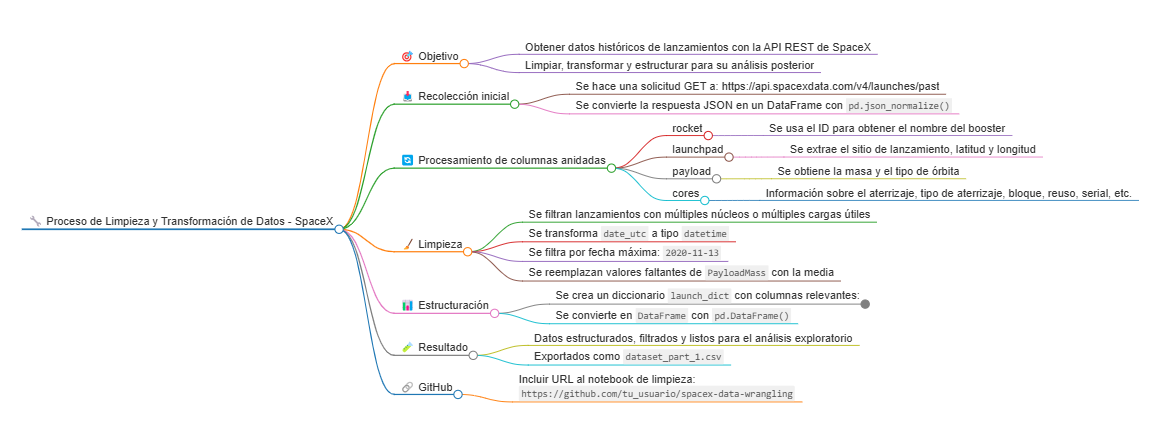 Proceso de Limpieza y Transformación de Datos - SpaceX
Objetivo
Obtener datos históricos de lanzamientos con la API REST de SpaceX
Limpiar, transformar y estructurar para su análisis posterior
Recolección inicial
Se hace una solicitud GET a: https://api.spacexdata.com/v4/launches/past
Se convierte la respuesta JSON en un DataFrame con pd.json_normalize()
Procesamiento de columnas anidadas
rocket
Se usa el ID para obtener el nombre del booster
launchpad
Se extrae el sitio de lanzamiento, latitud y longitud
payload
Se obtiene la masa y el tipo de órbita
cores
Información sobre el aterrizaje, tipo de aterrizaje, bloque, reuso, serial, etc.
Limpieza
Se filtran lanzamientos con múltiples núcleos o múltiples cargas útiles
Se transforma date_utc a tipo datetime
Se filtra por fecha máxima: 2020-11-13
Se reemplazan valores faltantes de PayloadMass con la media
Estructuración
Se crea un diccionario launch_dict con columnas relevantes:
Se convierte en DataFrame con pd.DataFrame()
Resultado
Datos estructurados, filtrados y listos para el análisis exploratorio
Exportados como dataset_part_1.csv
GitHub
Incluir URL al notebook de limpieza:
https://github.com/tu_usuario/spacex-data-wrangling